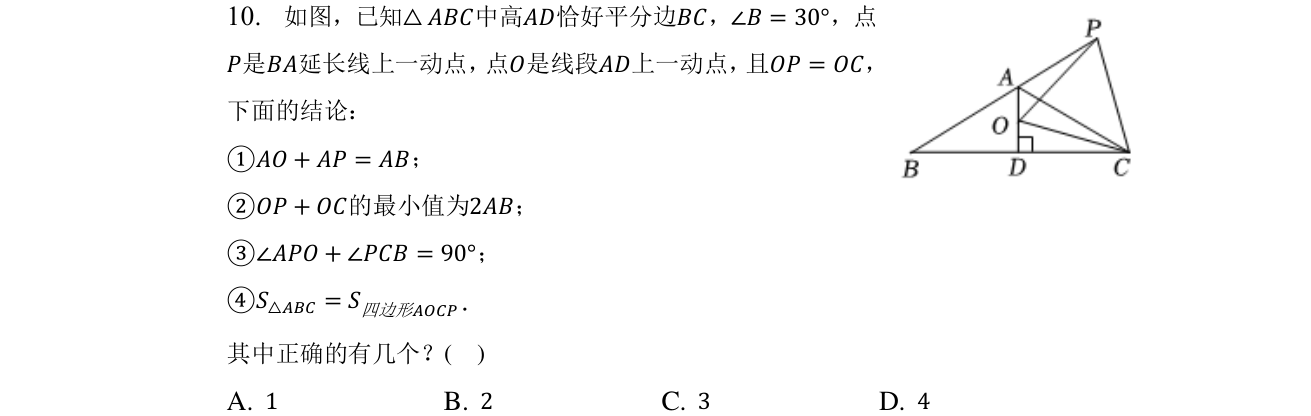 10. 如图，已知△ABC中高AD恰好平分边BC，∠B = 30°，点
P是BA延长线上一动点，点O是线段AD上一动点，且OP = OC，
下面的结论：
①AO + AP = AB；
②OP + OC的最小值为2AB；
③∠APO + ∠PCB = 90°；
④S△ABC = S四边形AOCP．
其中正确的有几个？( )
A. 1 B. 2 C. 3 D. 4
P
A
O
B D C